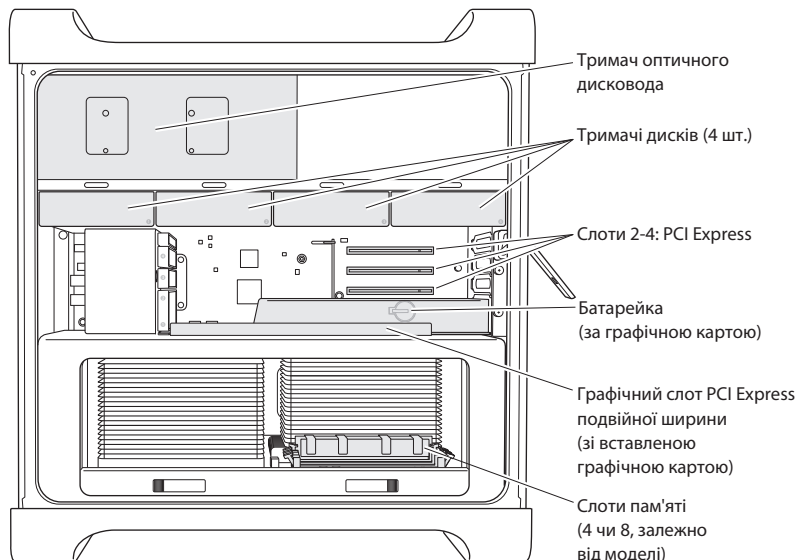 Тримач оптичного
дисковода
Тримачі дисків (4 шт.)
Слоти 2-4: PCI Express
Батарейка
(за графічною картою)
Графічний слот PCI Express
подвійної ширини
(зі вставленою
графічною картою)
Слоти пам'яті
(4 чи 8, залежно
від моделі)